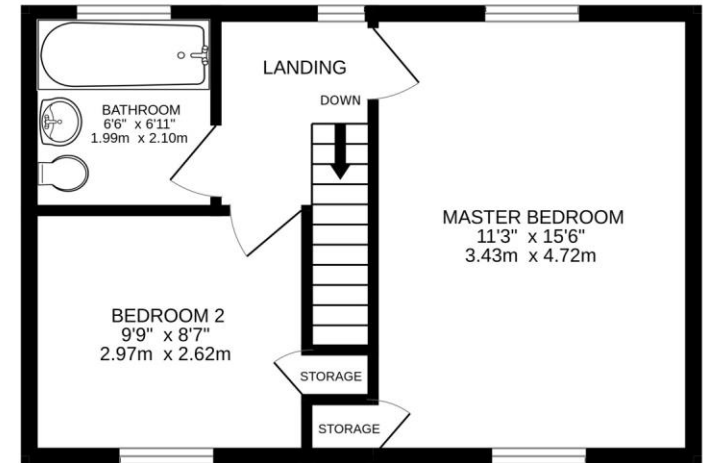 LANDING
DOWN
BATHROOM
6'6" x 6'11"
1.99m x 2.10m
MASTER BEDROOM
11'3" x 15'6"
3.43m x 4.72m
BEDROOM 2
9'9" x 8'7"
2.97m x 2.62m
STORAGE
STORAGE